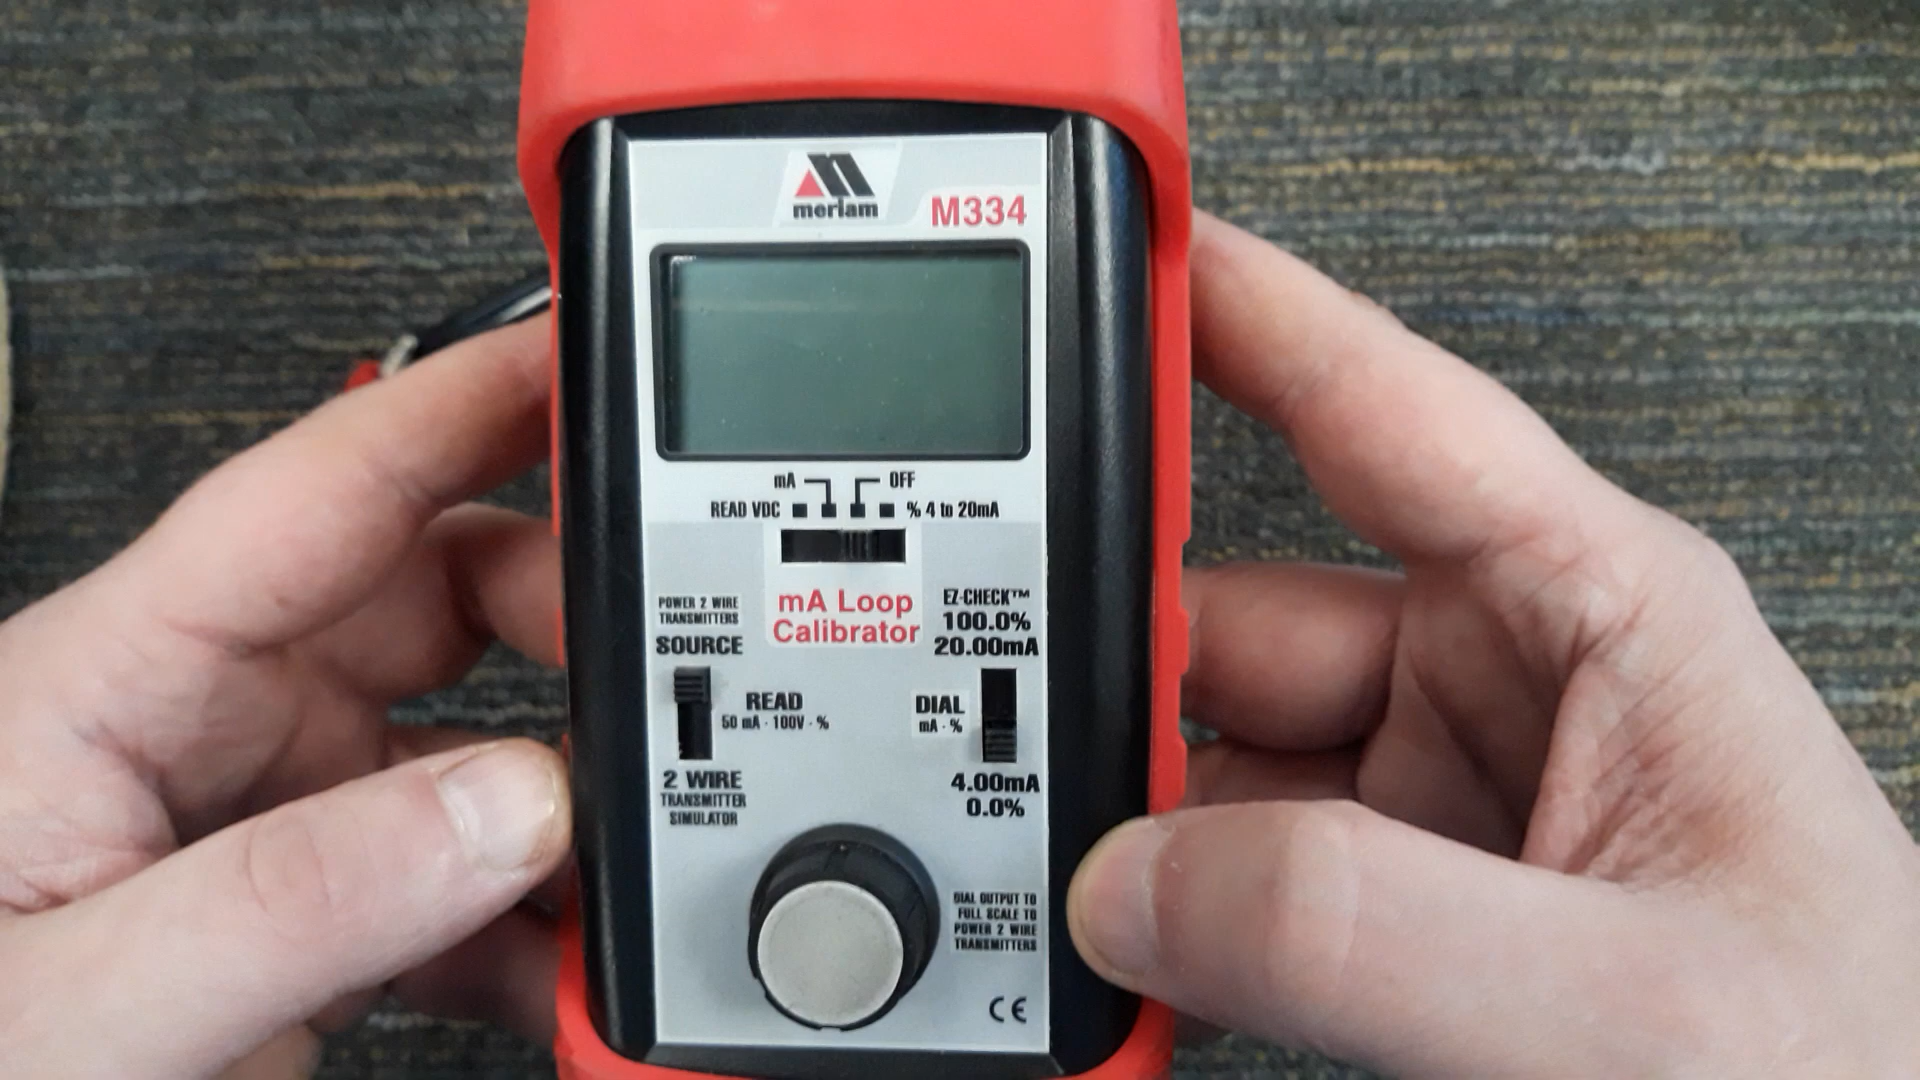 meriam
M334
mA OFF
READ VDC % 4 to 20mA
mA Loop
Calibrator
POWER 2 WIRE
TRANSMITTERS
SOURCE
EZ-CHECK™
100.0%
20.00mA
READ
50 mA - 100V - %
DIAL
mA - %
2 WIRE
TRANSMITTER
SIMULATOR
4.00mA
0.0%
DIAL OUTPUT TO
FULL SCALE TO
POWER 2 WIRE
TRANSMITTERS
CE